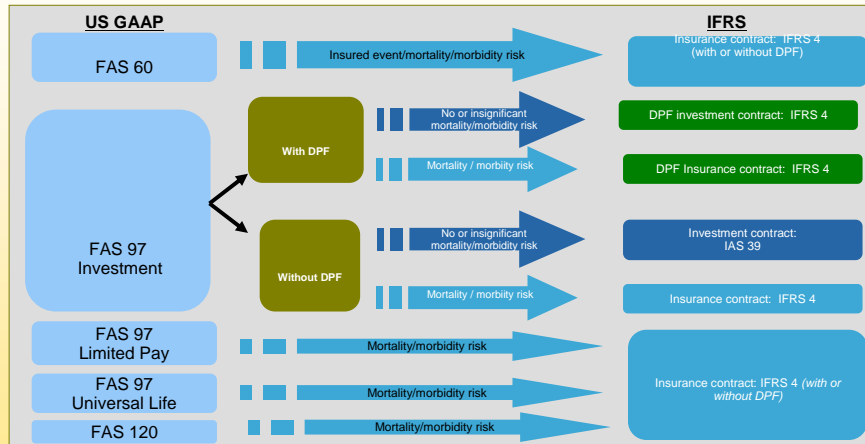 US GAAP
IFRS
FAS 60
Insured event/mortality/morbidity risk
Insurance contract: IFRS 4
(with or without DPF)
FAS 97
Investment
With DPF
No or insignificant
mortality/morbidity risk
DPF investment contract: IFRS 4
Mortality / morbiity risk
DPF Insurance contract: IFRS 4
Without DPF
No or insignificant
mortality/morbidity risk
Investment contract:
IAS 39
Mortality / morbiity risk
Insurance contract: IFRS 4
FAS 97
Limited Pay
Mortality/morbidity risk
FAS 97
Universal Life
Mortality/morbidity risk
Insurance contract: IFRS 4 (with or
without DPF)
FAS 120
Mortality/morbidity risk